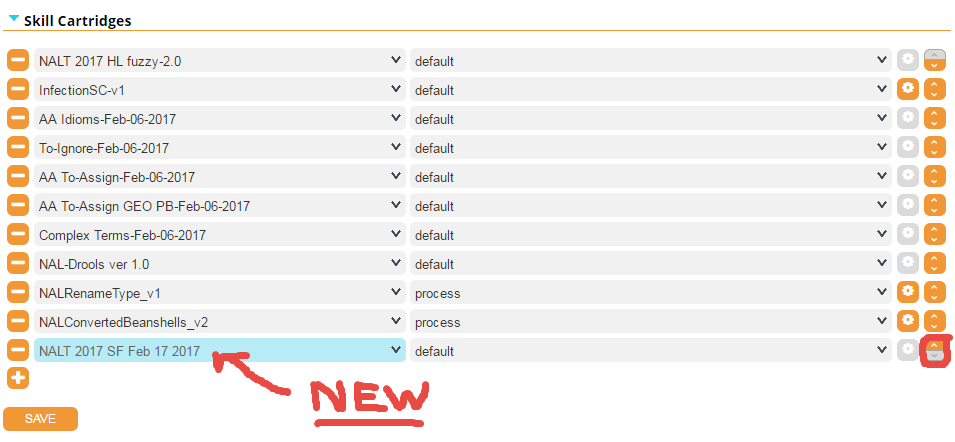 Skill Cartridges
NALT 2017 HL fuzzy-2.0 default
InfectionSC-v1 default
AA Idioms-Feb-06-2017 default
To-Ignore-Feb-06-2017 default
AA To-Assign-Feb-06-2017 default
AA To-Assign GEO PB-Feb-06-2017 default
Complex Terms-Feb-06-2017 default
NAL-Drools ver 1.0 default
NALRenameType_v1 process
NALConvertedBeanshells_v2 process
NALT 2017 SF Feb 17 2017 default
NEW
SAVE